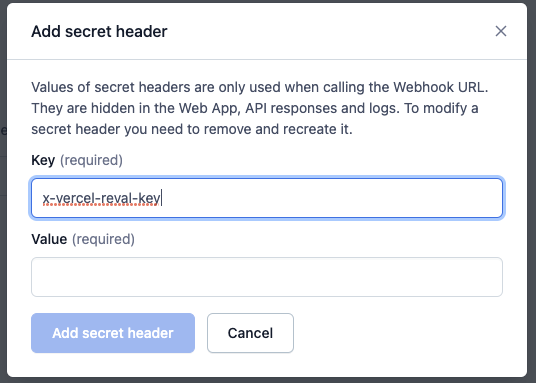 Add secret header
Values of secret headers are only used when calling the Webhook URL.
They are hidden in the Web App, API responses and logs. To modify a
secret header you need to remove and recreate it.
Key (required)
x-vercel-reval-key
Value (required)
Add secret header
Cancel